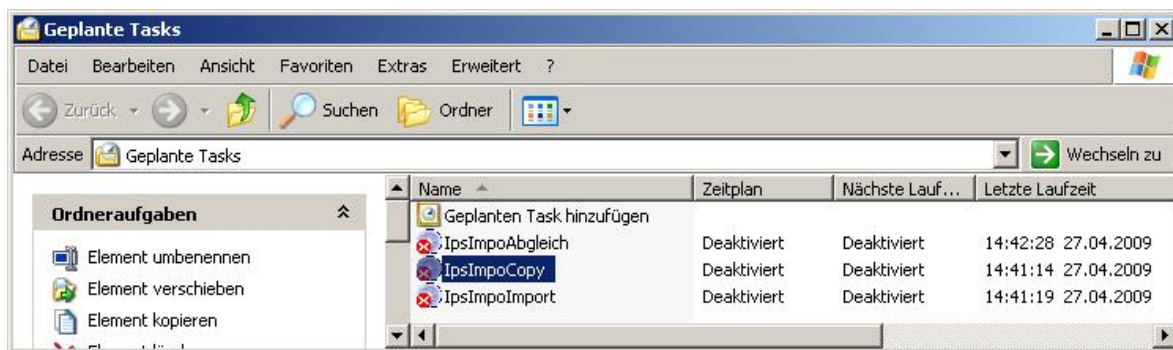 Geplante Tasks
Datei Bearbeiten Ansicht Favoriten Extras Erweitert ?
Zurück Suchen Ordner
Adresse Geplante Tasks Wechseln zu
Ordneraufgaben
Element umbenennen
Element verschieben
Element kopieren
Name Zeitplan Nächste Lauf... Letzte Laufzeit
Geplanten Task hinzufügen
IpsImpoAbgleich Deaktiviert Deaktiviert 14:42:28 27.04.2009
IpsImpoCopy Deaktiviert Deaktiviert 14:41:14 27.04.2009
IpsImpoImport Deaktiviert Deaktiviert 14:41:19 27.04.2009